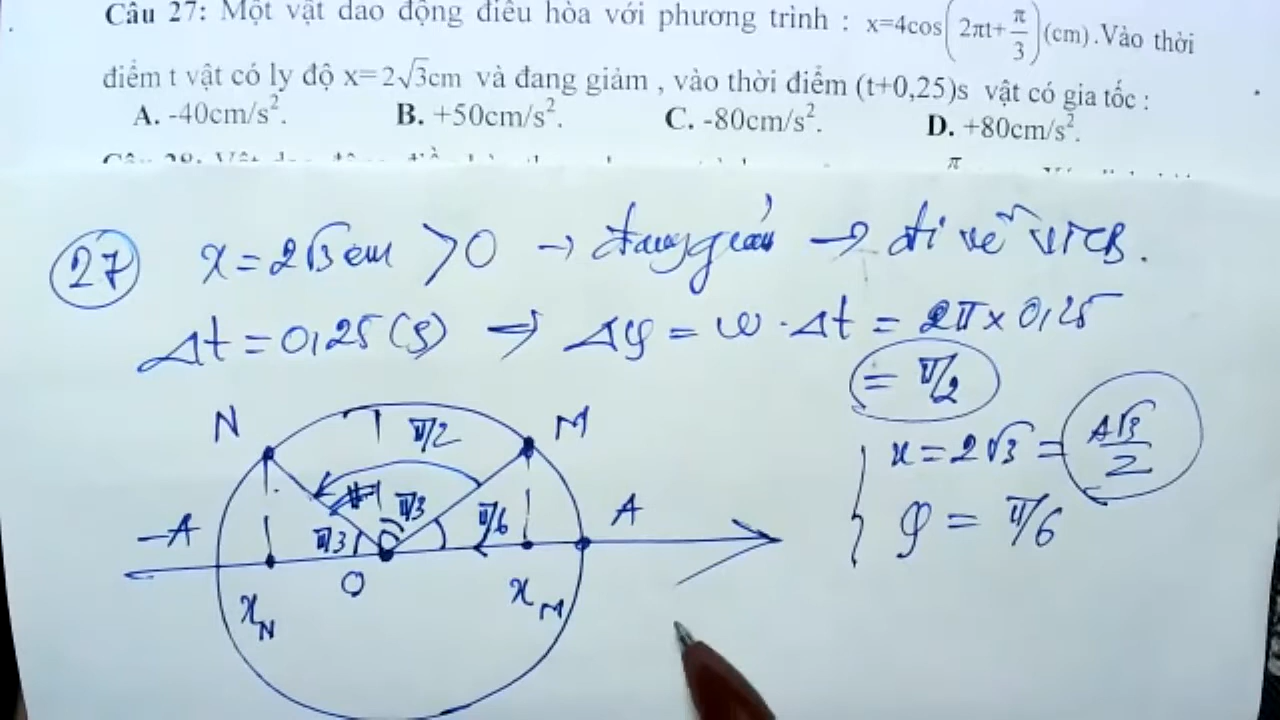 Câu 27: Một vật dao động điều hòa với phương trình : x=4cos(2πt+π/3)(cm).Vào thời
điểm t vật có ly độ x=2√3cm và đang giảm , vào thời điểm (t+0,25)s vật có gia tốc :
A. -40cm/s². B. +50cm/s². C. -80cm/s². D. +80cm/s².
π
27 x = 2√3 cm > 0 → đang giảm → đi về VTCB.
Δt = 0,25 (s) ⇒ Δφ = ω.Δt = 2π × 0,25
= π/2
N π/2 M
x = 2√3 = A√3/2
-A π/3 π/3 π/6 A
φ = π/6
O
x_N x_M